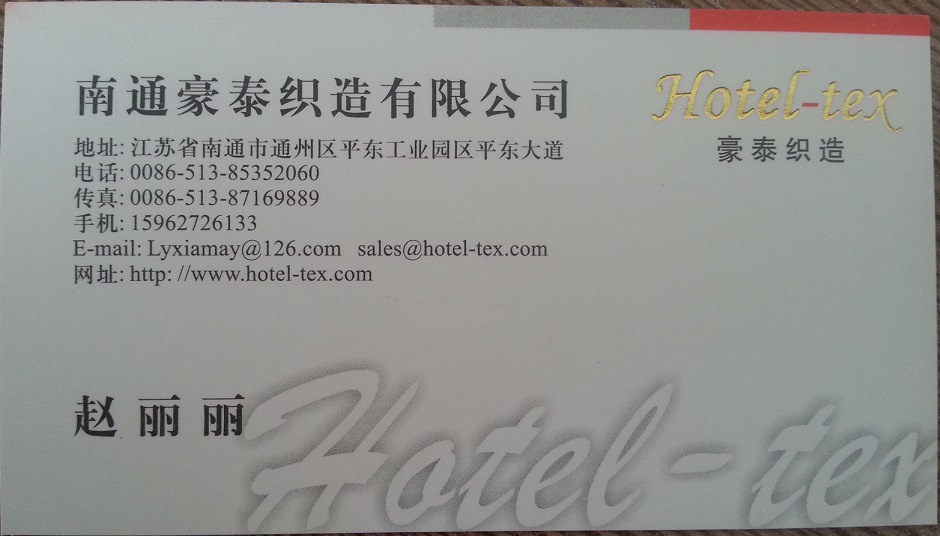 南通豪泰织造有限公司
Hotel-tex
豪泰织造
地址: 江苏省南通市通州区平东工业园区平东大道
电话: 0086-513-85352060
传真: 0086-513-87169889
手机: 15962726133
E-mail: Lyxiamay@126.com sales@hotel-tex.com
网址: http: //www.hotel-tex.com
赵丽丽
Hotel-tex